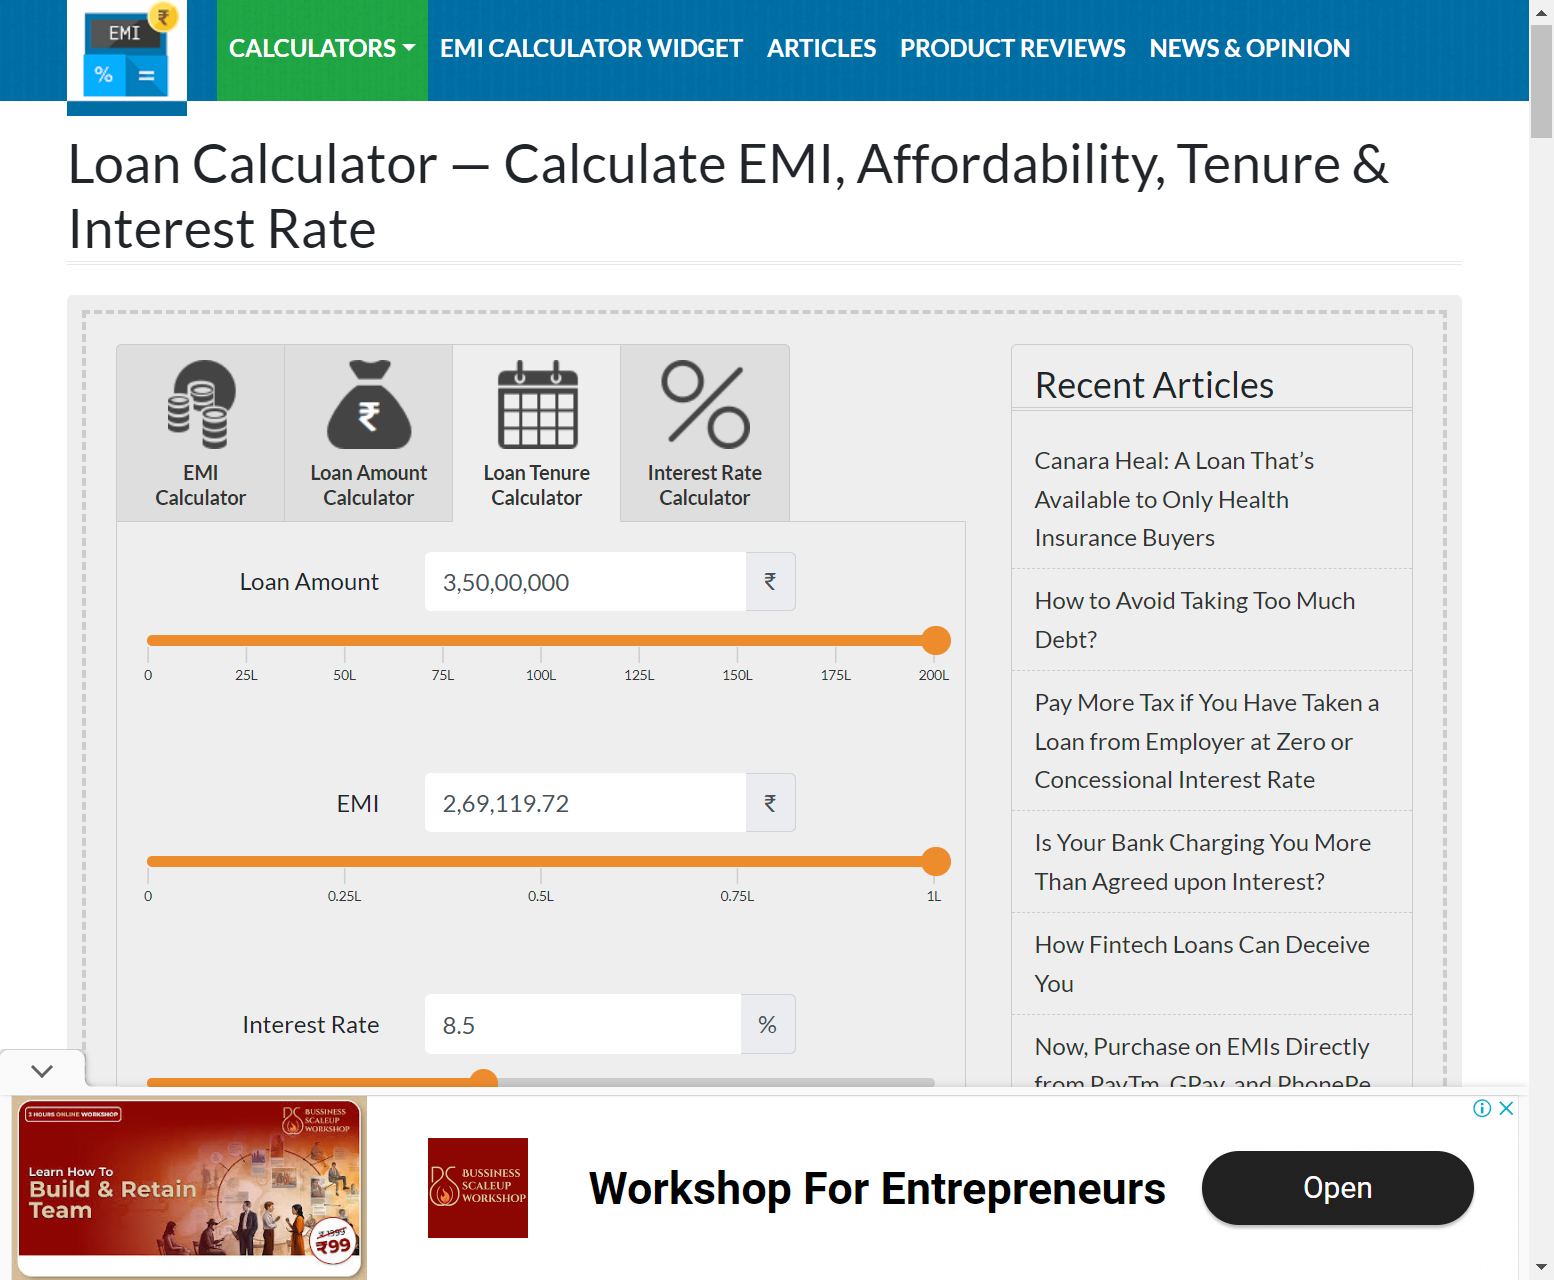 EMI
₹
%
=
CALCULATORS
EMI CALCULATOR WIDGET
ARTICLES
PRODUCT REVIEWS
NEWS & OPINION
Loan Calculator — Calculate EMI, Affordability, Tenure &
Interest Rate
EMI
Calculator
₹
Loan Amount
Calculator
Loan Tenure
Calculator
Interest Rate
Calculator
Loan Amount
3,50,00,000
₹
0 25L 50L 75L 100L 125L 150L 175L 200L
EMI
2,69,119.72
₹
0 0.25L 0.5L 0.75L 1L
Interest Rate
8.5
%
Recent Articles
Canara Heal: A Loan That’s
Available to Only Health
Insurance Buyers
How to Avoid Taking Too Much
Debt?
Pay More Tax if You Have Taken a
Loan from Employer at Zero or
Concessional Interest Rate
Is Your Bank Charging You More
Than Agreed upon Interest?
How Fintech Loans Can Deceive
You
Now, Purchase on EMIs Directly
from PayTm, GPay, and PhonePe
3 HOURS ONLINE WORKSHOP
BUSSINESS
SCALEUP
WORKSHOP
Learn How To
Build & Retain
Team
₹ 1399
₹99
BUSSINESS
SCALEUP
WORKSHOP
Workshop For Entrepreneurs
Open